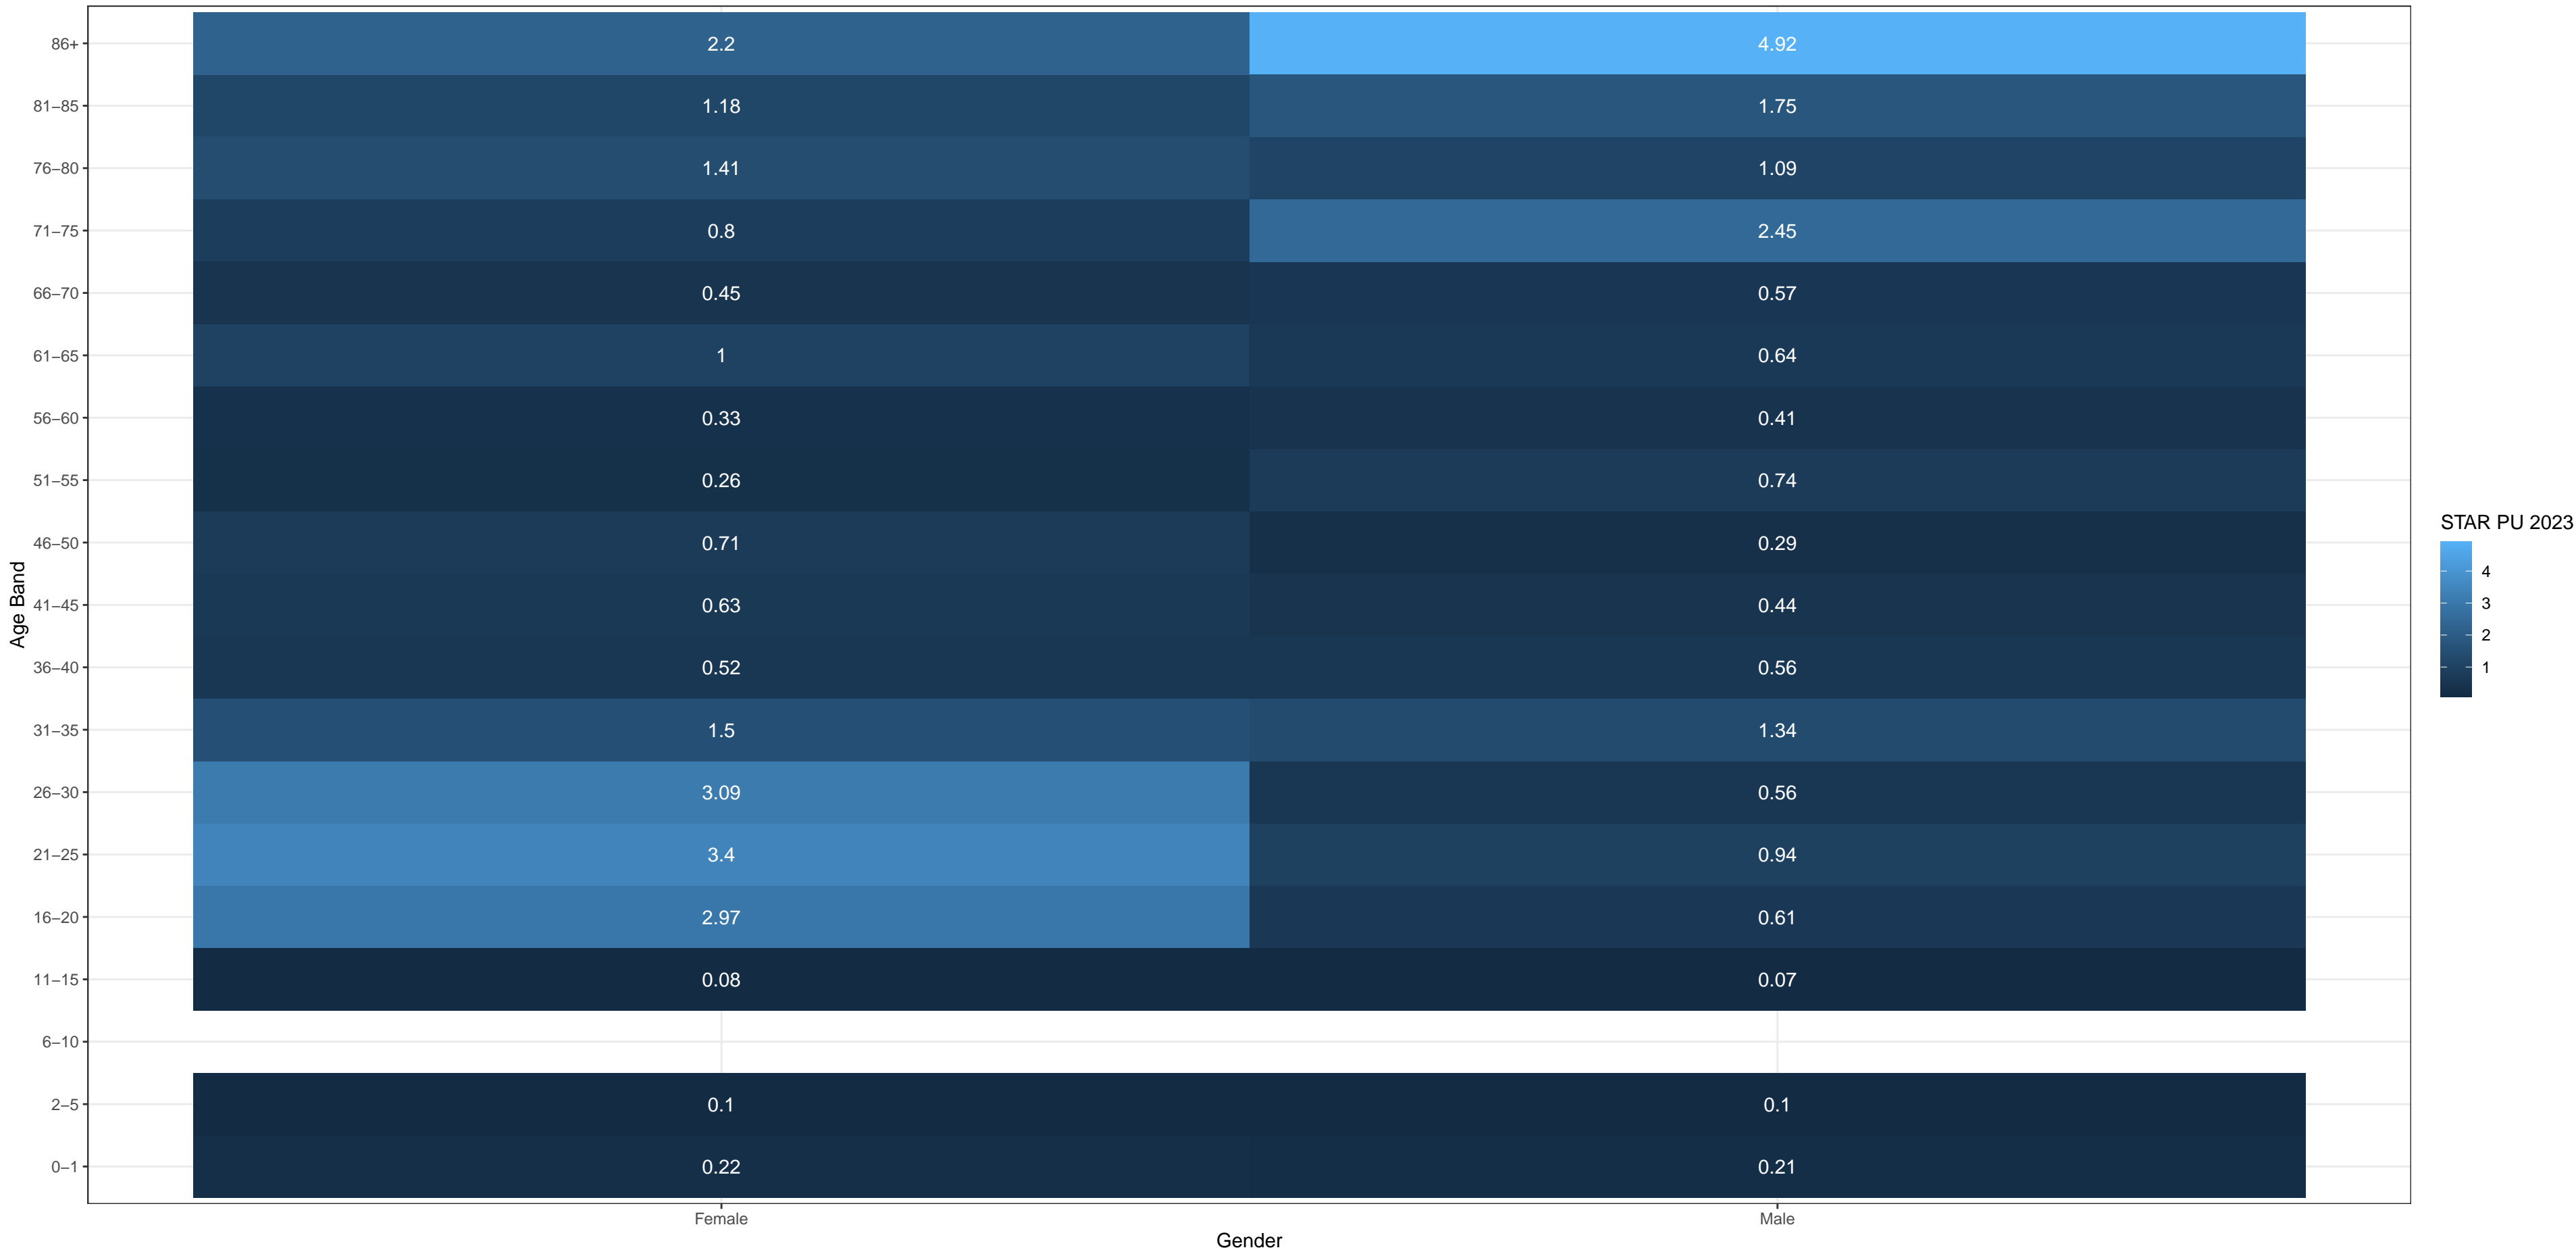 86+ 2.2 4.92
81–85 1.18 1.75
76–80 1.41 1.09
71–75 0.8 2.45
66–70 0.45 0.57
61–65 1 0.64
56–60 0.33 0.41
51–55 0.26 0.74
46–50 0.71 0.29
41–45 0.63 0.44
36–40 0.52 0.56
31–35 1.5 1.34
26–30 3.09 0.56
21–25 3.4 0.94
16–20 2.97 0.61
11–15 0.08 0.07
6–10
2–5 0.1 0.1
0–1 0.22 0.21
Female Male
Gender
Age Band
STAR PU 2023
4
3
2
1